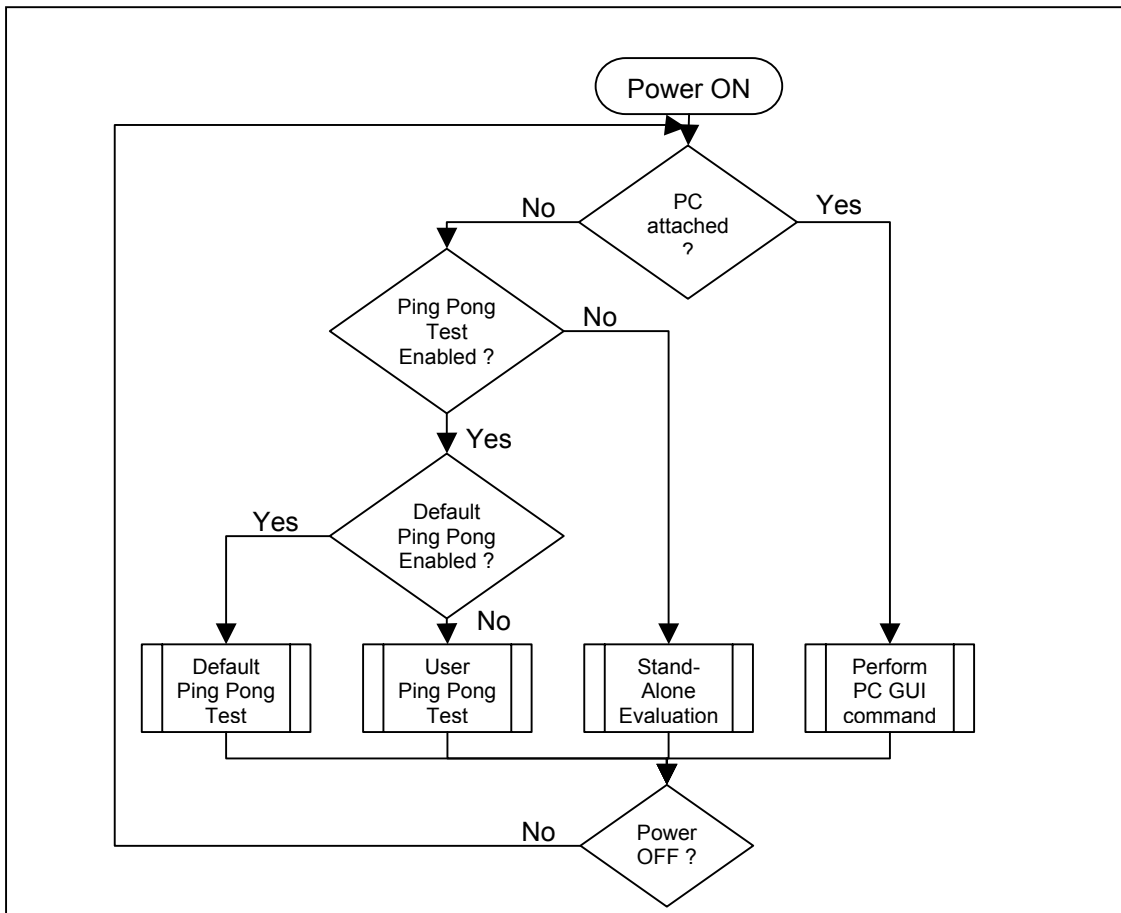 Power ON
PC
attached
?
No
Yes
Ping Pong
Test
Enabled ?
No
Yes
Default
Ping Pong
Enabled ?
Yes
No
Default
Ping Pong
Test
User
Ping Pong
Test
Stand-
Alone
Evaluation
Perform
PC GUI
command
Power
OFF ?
No